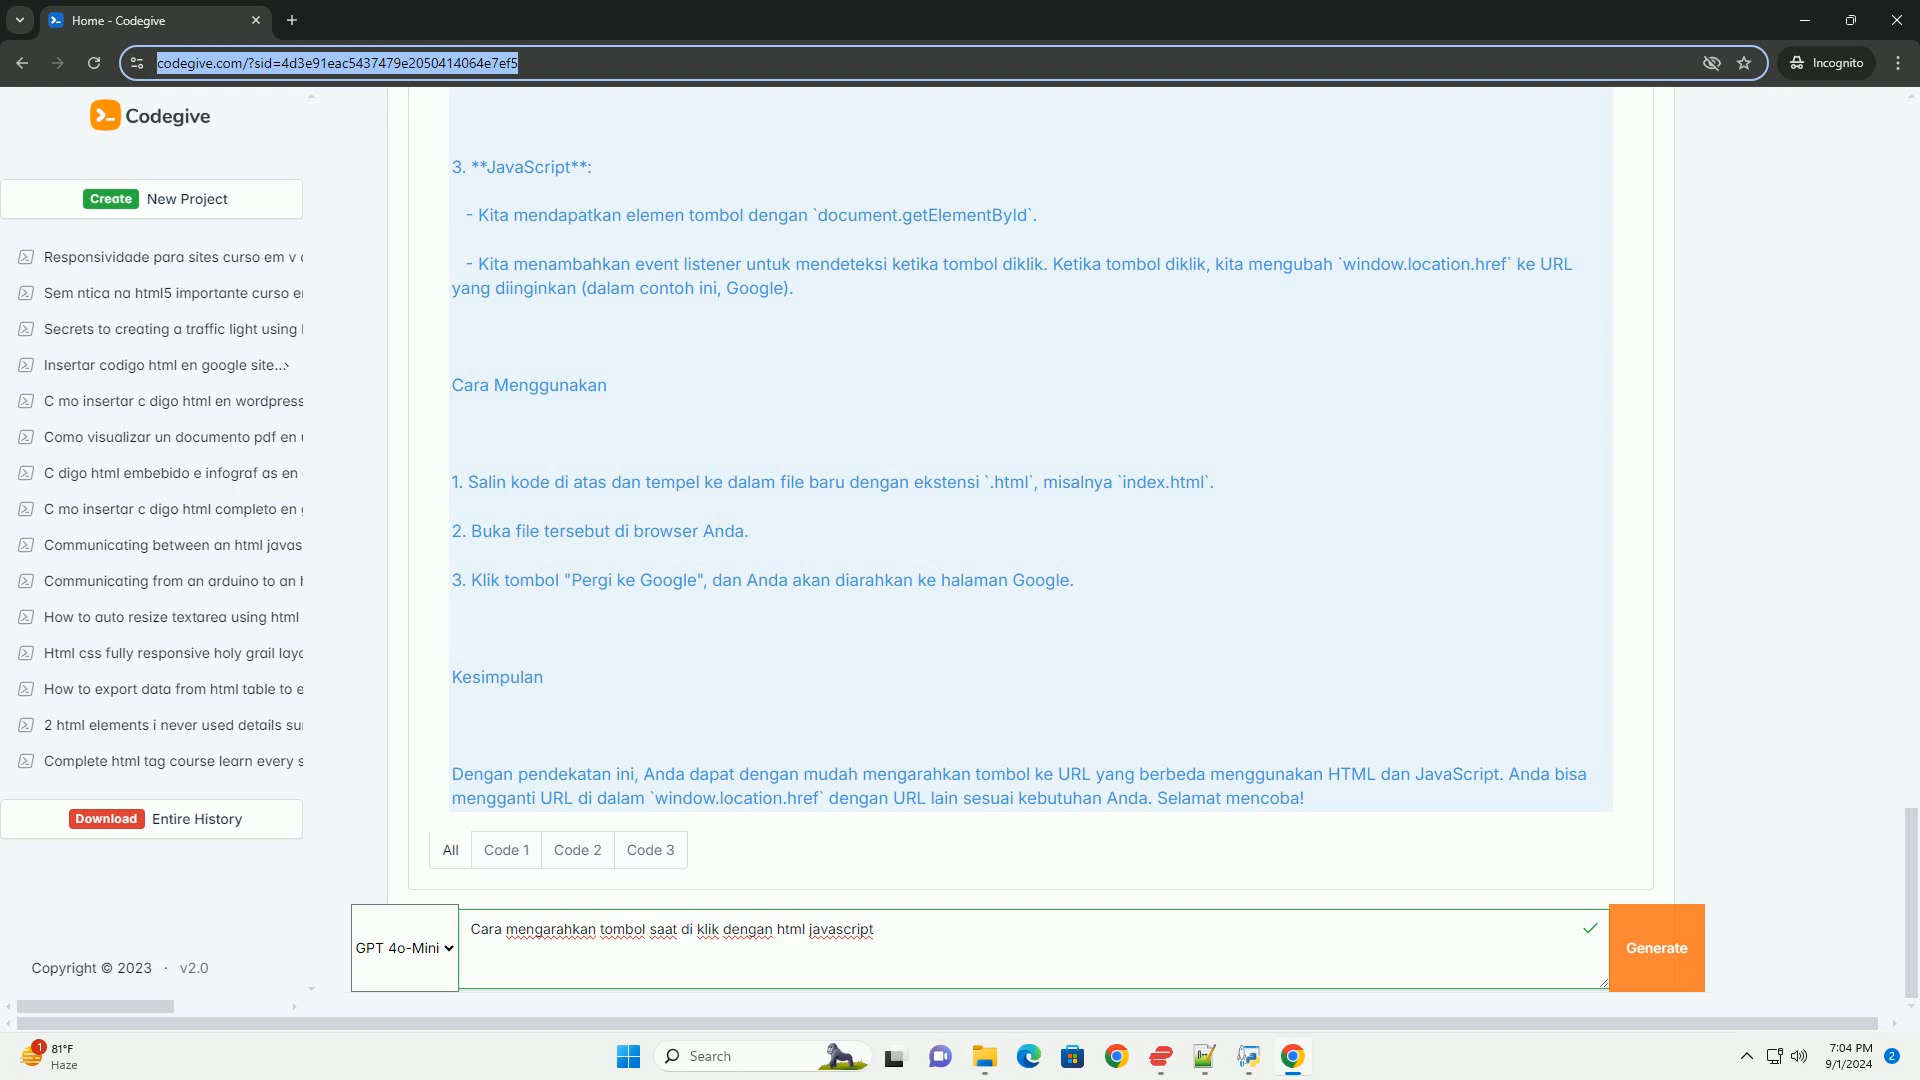 Home - Codegive
codegive.com/?sid=4d3e91eac5437479e2050414064e7ef5
Incognito
Codegive
Create New Project
Responsividade para sites curso em v
Sem ntica na html5 importante curso
Secrets to creating a traffic light using
Insertar codigo html en google site...
C mo insertar c digo html en wordpress
Como visualizar un documento pdf en
C digo html embebido e infograf as en
C mo insertar c digo html completo en
Communicating between an html javas
Communicating from an arduino to an
How to auto resize textarea using html
Html css fully responsive holy grail
How to export data from html table to e
2 html elements i never used details
Complete html tag course learn every s
Download Entire History
Copyright © 2023 · v2.0
3. **JavaScript**:
- Kita mendapatkan elemen tombol dengan `document.getElementById`.
- Kita menambahkan event listener untuk mendeteksi ketika tombol diklik. Ketika tombol diklik, kita mengubah `window.location.href` ke URL
yang diinginkan (dalam contoh ini, Google).
Cara Menggunakan
1. Salin kode di atas dan tempel ke dalam file baru dengan ekstensi `.html`, misalnya `index.html`.
2. Buka file tersebut di browser Anda.
3. Klik tombol "Pergi ke Google", dan Anda akan diarahkan ke halaman Google.
Kesimpulan
Dengan pendekatan ini, Anda dapat dengan mudah mengarahkan tombol ke URL yang berbeda menggunakan HTML dan JavaScript. Anda bisa
mengganti URL di dalam `window.location.href` dengan URL lain sesuai kebutuhan Anda. Selamat mencoba!
All Code 1 Code 2 Code 3
GPT 4o-Mini
Cara mengarahkan tombol saat di klik dengan html javascript
Generate
1
81°F
Haze
Search
7:04 PM
9/1/2024
2